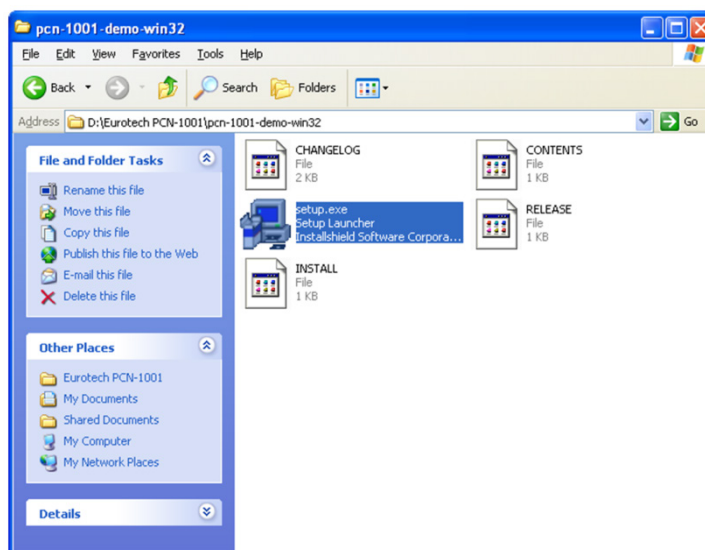 pcn-1001-demo-win32
File Edit View Favorites Tools Help
Back Search Folders
Address D:\Eurotech PCN-1001\pcn-1001-demo-win32 Go
File and Folder Tasks
Rename this file
Move this file
Copy this file
Publish this file to the Web
E-mail this file
Delete this file
Other Places
Eurotech PCN-1001
My Documents
Shared Documents
My Computer
My Network Places
Details
CHANGELOG
File
2 KB
CONTENTS
File
1 KB
setup.exe
Setup Launcher
Installshield Software Corpora...
RELEASE
File
1 KB
INSTALL
File
1 KB